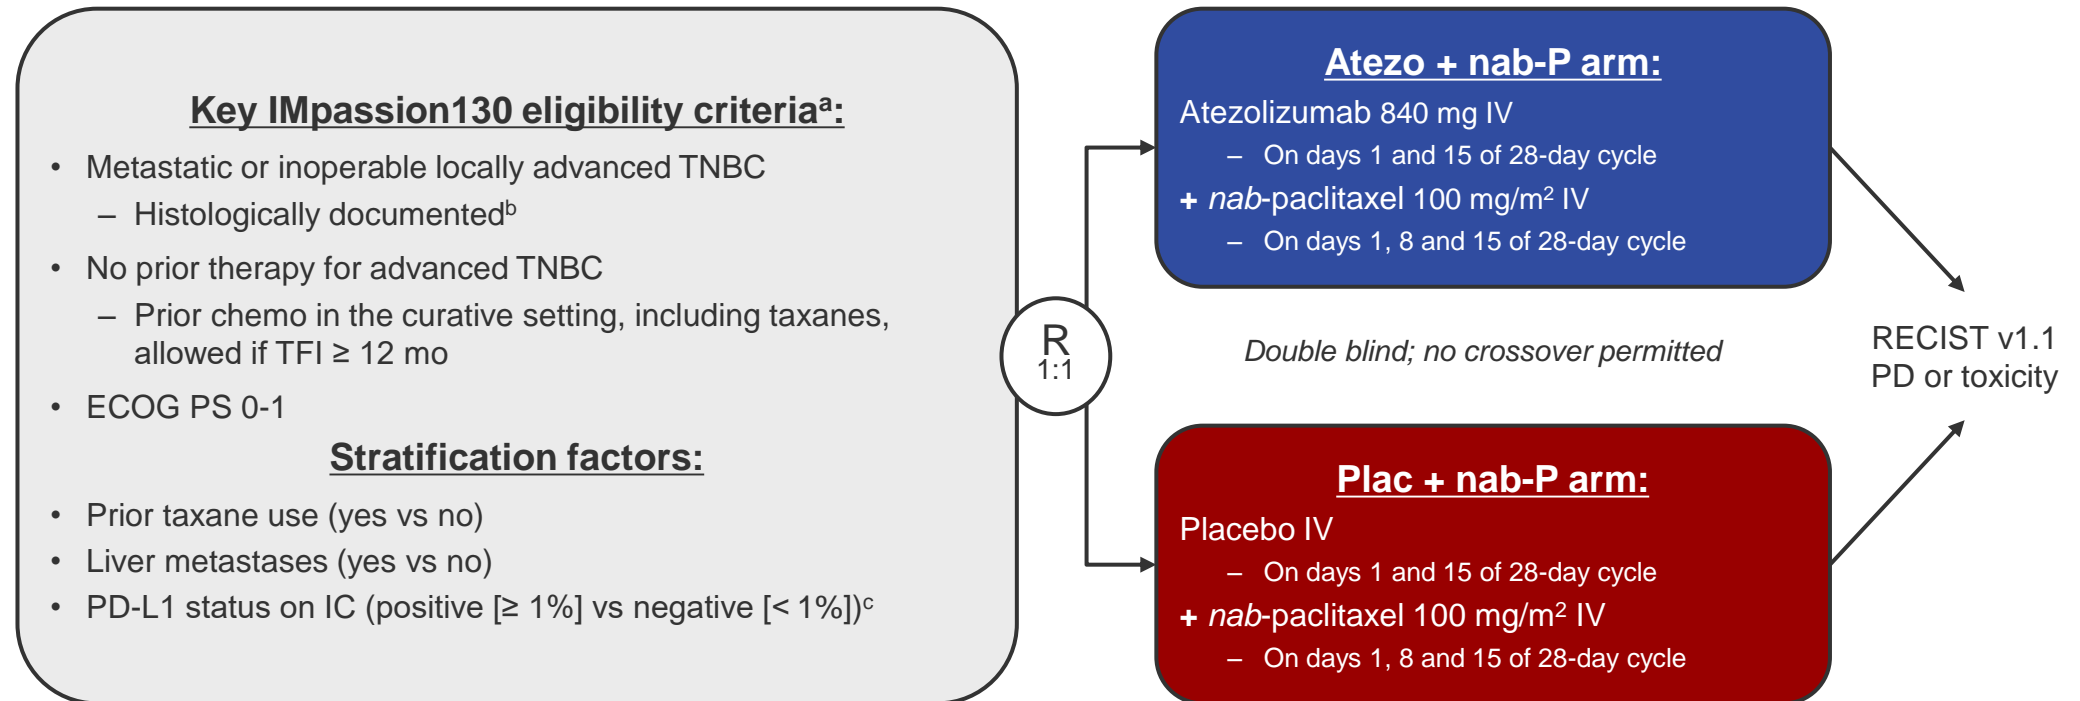 Key IMpassion130 eligibility criteriaᵃ:
• Metastatic or inoperable locally advanced TNBC
– Histologically documentedᵇ
• No prior therapy for advanced TNBC
– Prior chemo in the curative setting, including taxanes,
allowed if TFI ≥ 12 mo
• ECOG PS 0-1
Stratification factors:
• Prior taxane use (yes vs no)
• Liver metastases (yes vs no)
• PD-L1 status on IC (positive [≥ 1%] vs negative [< 1%])ᶜ
R
1:1
Atezo + nab-P arm:
Atezolizumab 840 mg IV
– On days 1 and 15 of 28-day cycle
+ nab-paclitaxel 100 mg/m² IV
– On days 1, 8 and 15 of 28-day cycle
Double blind; no crossover permitted
Plac + nab-P arm:
Placebo IV
– On days 1 and 15 of 28-day cycle
+ nab-paclitaxel 100 mg/m² IV
– On days 1, 8 and 15 of 28-day cycle
RECIST v1.1
PD or toxicity